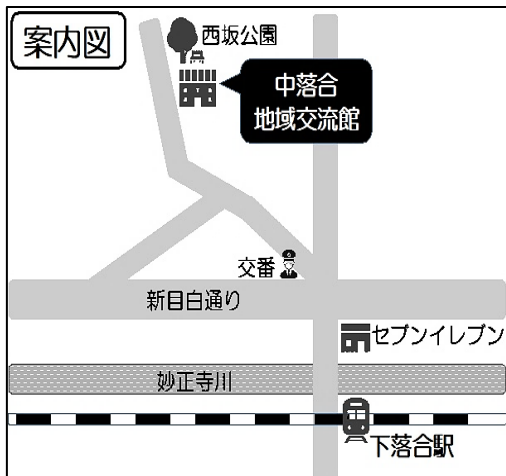 案内図
西坂公園
中落合
地域交流館
交番
新目白通り
セブンイレブン
妙正寺川
下落合駅